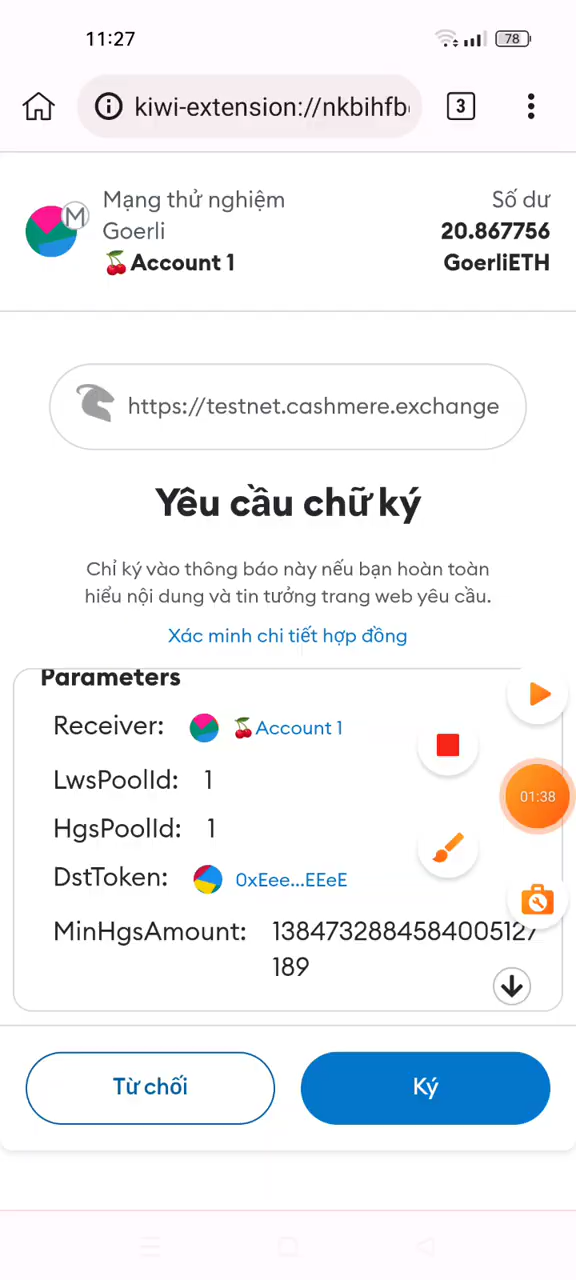 11:27
78
kiwi-extension://nkbihfb
3
Mạng thử nghiệm
Goerli
Account 1
Số dư
20.867756
GoerliETH
M
https://testnet.cashmere.exchange
Yêu cầu chữ ký
Chỉ ký vào thông báo này nếu bạn hoàn toàn
hiểu nội dung và tin tưởng trang web yêu cầu.
Xác minh chi tiết hợp đồng
Parameters
Receiver: Account 1
LwsPoolId: 1
HgsPoolId: 1
01:38
DstToken: 0xEee...EEeE
MinHgsAmount: 1384732884584005127
189
Từ chối
Ký